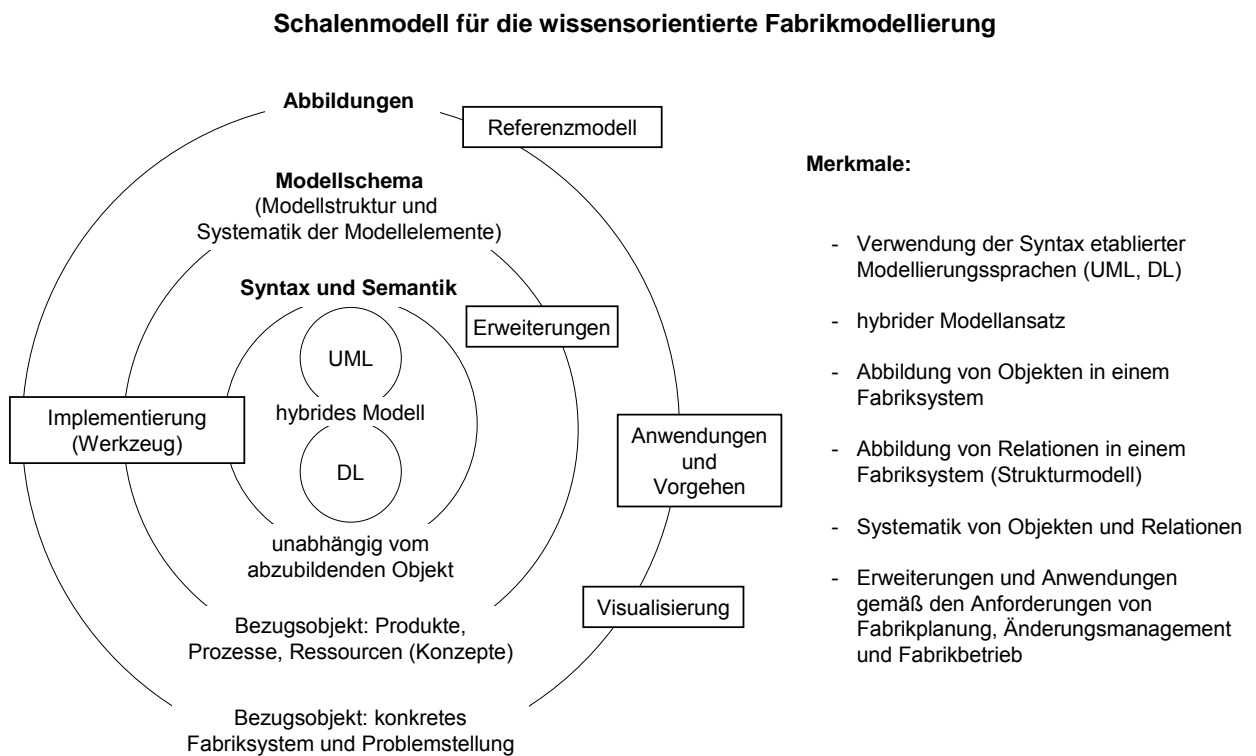 Schalenmodell für die wissensorientierte Fabrikmodellierung
Abbildungen
Referenzmodell
Modellschema
(Modellstruktur und
Systematik der Modellelemente)
Syntax und Semantik
Erweiterungen
UML
hybrides Modell
DL
Implementierung
(Werkzeug)
Anwendungen
und
Vorgehen
unabhängig vom
abzubildenden Objekt
Visualisierung
Bezugsobjekt: Produkte,
Prozesse, Ressourcen (Konzepte)
Bezugsobjekt: konkretes
Fabriksystem und Problemstellung
Merkmale:
- Verwendung der Syntax etablierter
Modellierungssprachen (UML, DL)
- hybrider Modellansatz
- Abbildung von Objekten in einem
Fabriksystem
- Abbildung von Relationen in einem
Fabriksystem (Strukturmodell)
- Systematik von Objekten und Relationen
- Erweiterungen und Anwendungen
gemäß den Anforderungen von
Fabrikplanung, Änderungsmanagement
und Fabrikbetrieb